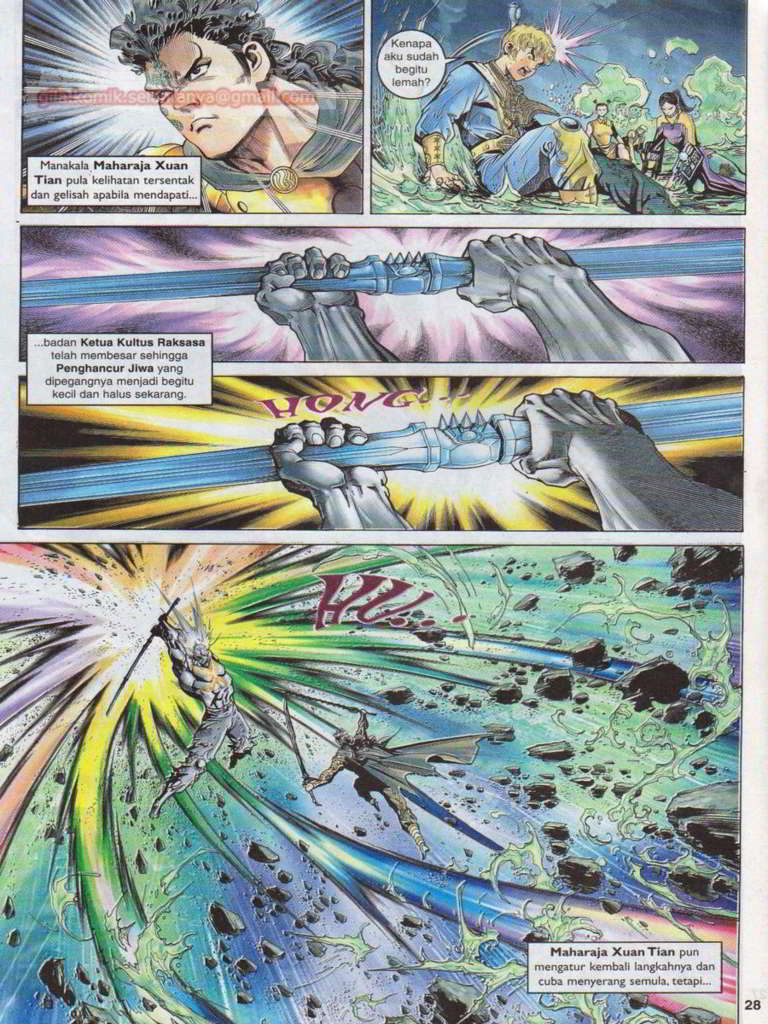 Kenapa
aku sudah
begitu
lemah?
Manakala Maharaja Xuan
Tian pula kelihatan tersentak
dan gelisah apabila mendapati...
...badan Ketua Kultus Raksasa
telah membesar sehingga
Penghancur Jiwa yang
dipegangnya menjadi begitu
kecil dan halus sekarang.
HONG...
HU...
Maharaja Xuan Tian pun
mengatur kembali langkahnya dan
cuba menyerang semula, tetapi...
28